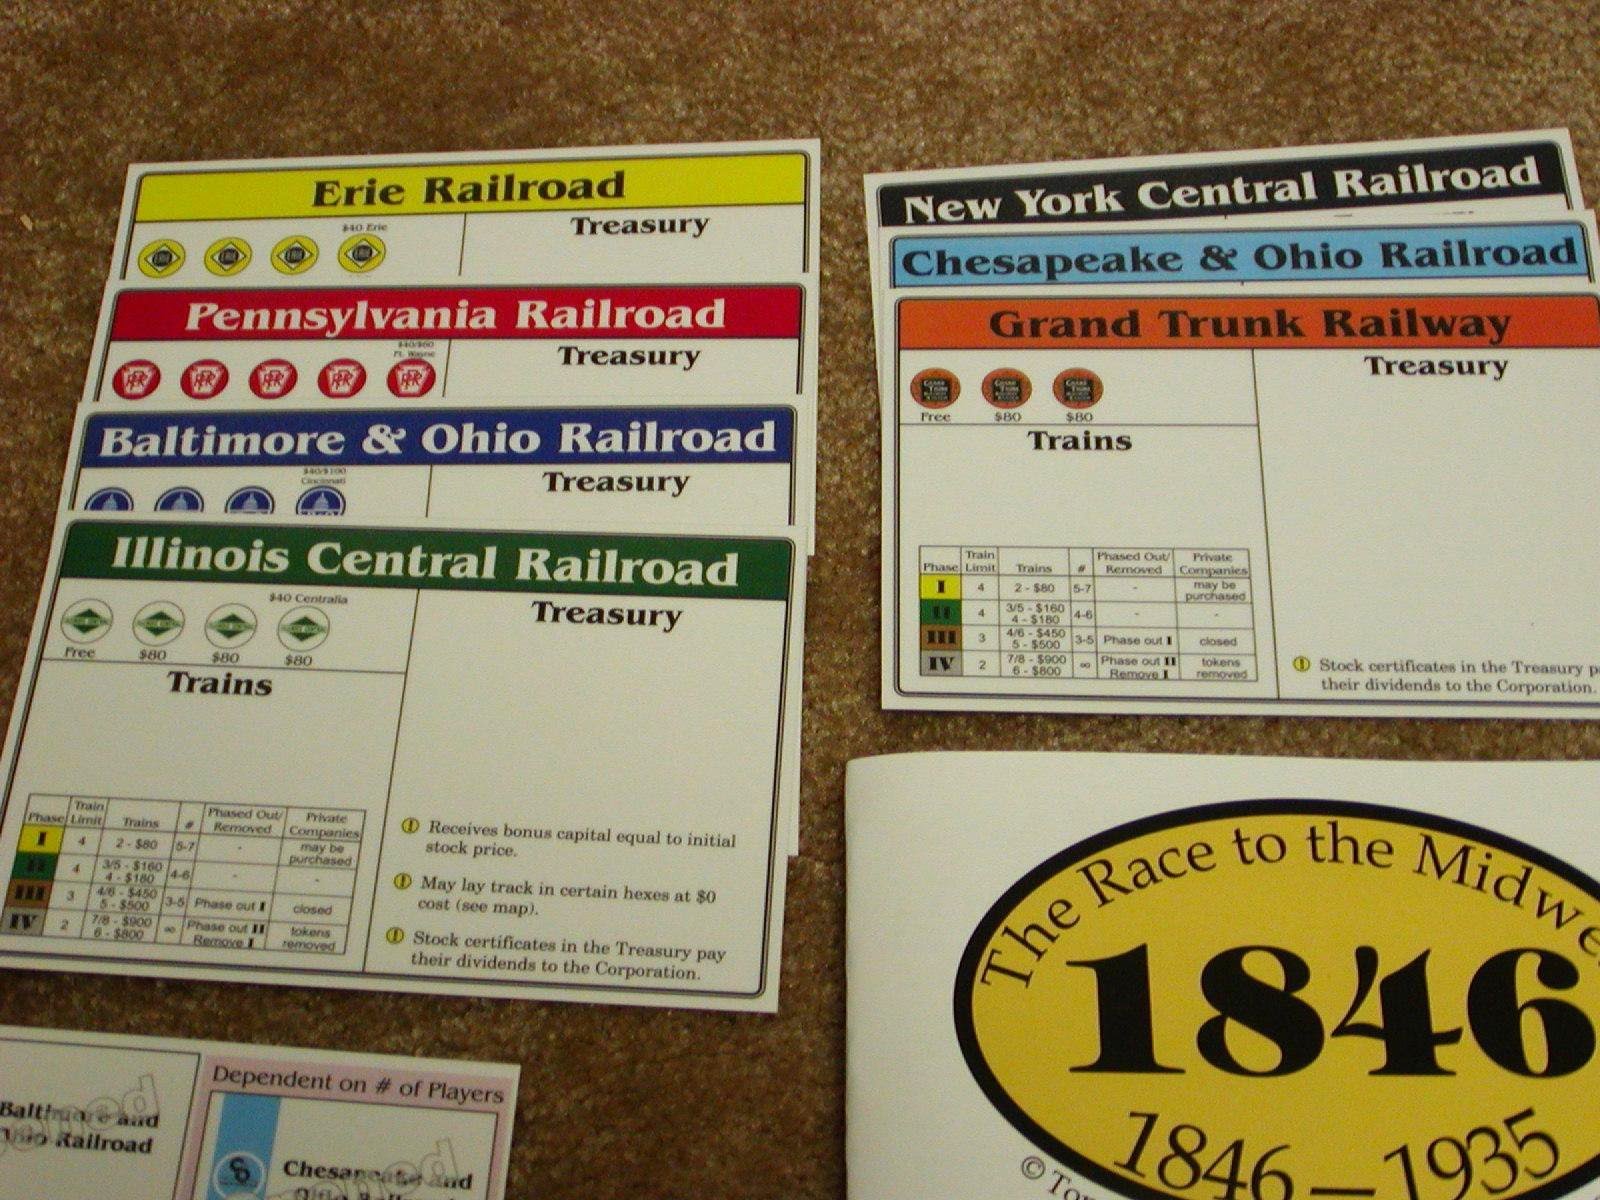 Erie Railroad
$40 Erie
Treasury
Pennsylvania Railroad
$40/$60
Ft. Wayne
Treasury
Baltimore & Ohio Railroad
$40/$100
Cincinnati
Treasury
Illinois Central Railroad
$40 Centralia
Treasury
Free $80 $80 $80
Trains
Phase Train Limit Trains # Phased Out/ Removed Private Companies
I 4 2 - $80 5-7 - may be purchased
II 4 3/5 - $160 4 - $180 4-6 - -
III 3 4/6 - $450 5 - $500 3-5 Phase out I closed
IV 2 7/8 - $900 6 - $800 ∞ Phase out II Remove I tokens removed
! Receives bonus capital equal to initial
stock price.
! May lay track in certain hexes at $0
cost (see map).
! Stock certificates in the Treasury pay
their dividends to the Corporation.
New York Central Railroad
Chesapeake & Ohio Railroad
Grand Trunk Railway
Treasury
Free $80 $80
Trains
Phase Train Limit Trains # Phased Out/ Removed Private Companies
I 4 2 - $80 5-7 - may be purchased
II 4 3/5 - $160 4 - $180 4-6 - -
III 3 4/6 - $450 5 - $500 3-5 Phase out I closed
IV 2 7/8 - $900 6 - $800 ∞ Phase out II Remove I tokens removed
! Stock certificates in the Treasury p
their dividends to the Corporation.
Baltimore and
Ohio Railroad
Dependent on # of Players
Chesapeake and
The Race to the Midwe
1846
1846 – 1935
©